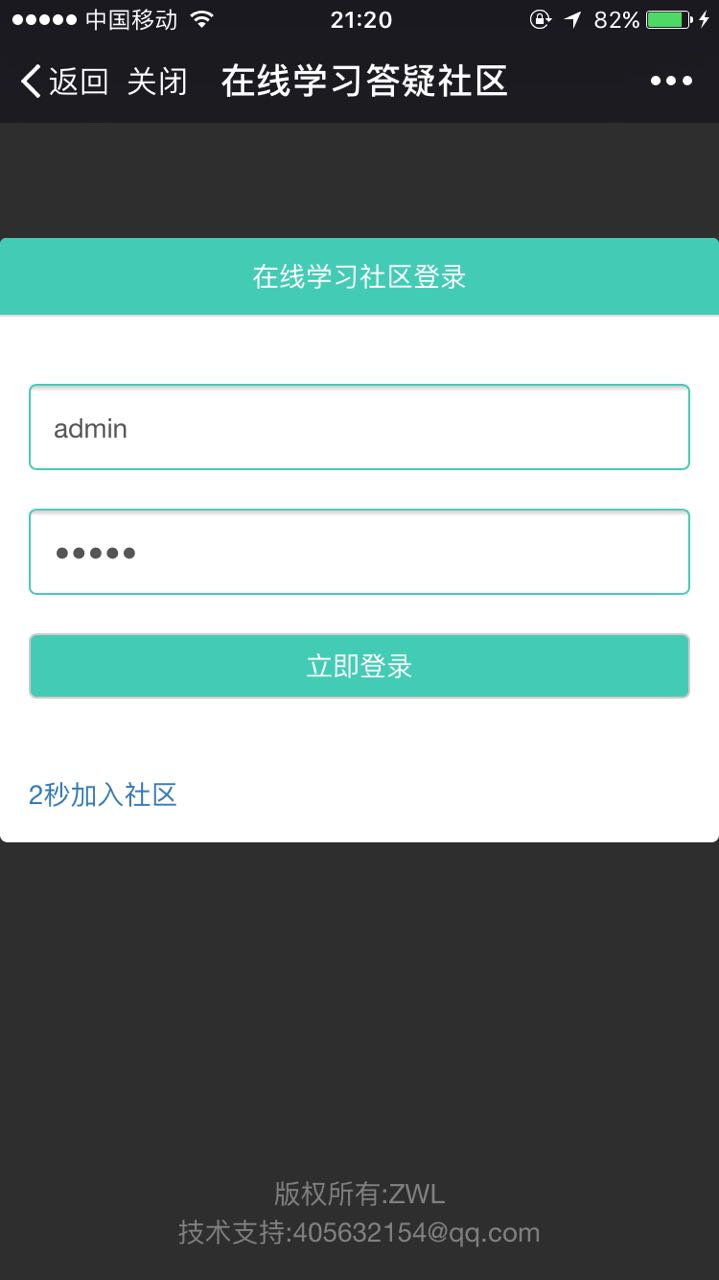 中国移动 21:20 82%
返回 关闭 在线学习答疑社区
在线学习社区登录
admin
•••••
立即登录
2秒加入社区
版权所有:ZWL
技术支持:405632154@qq.com